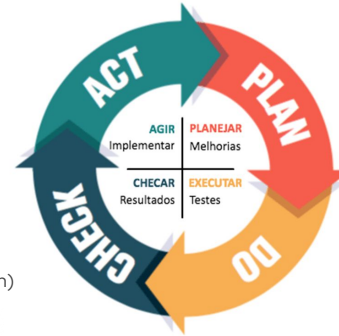 ACT
PLAN
AGIR
Implementar
PLANEJAR
Melhorias
CHECAR
Resultados
EXECUTAR
Testes
CHECK
DO